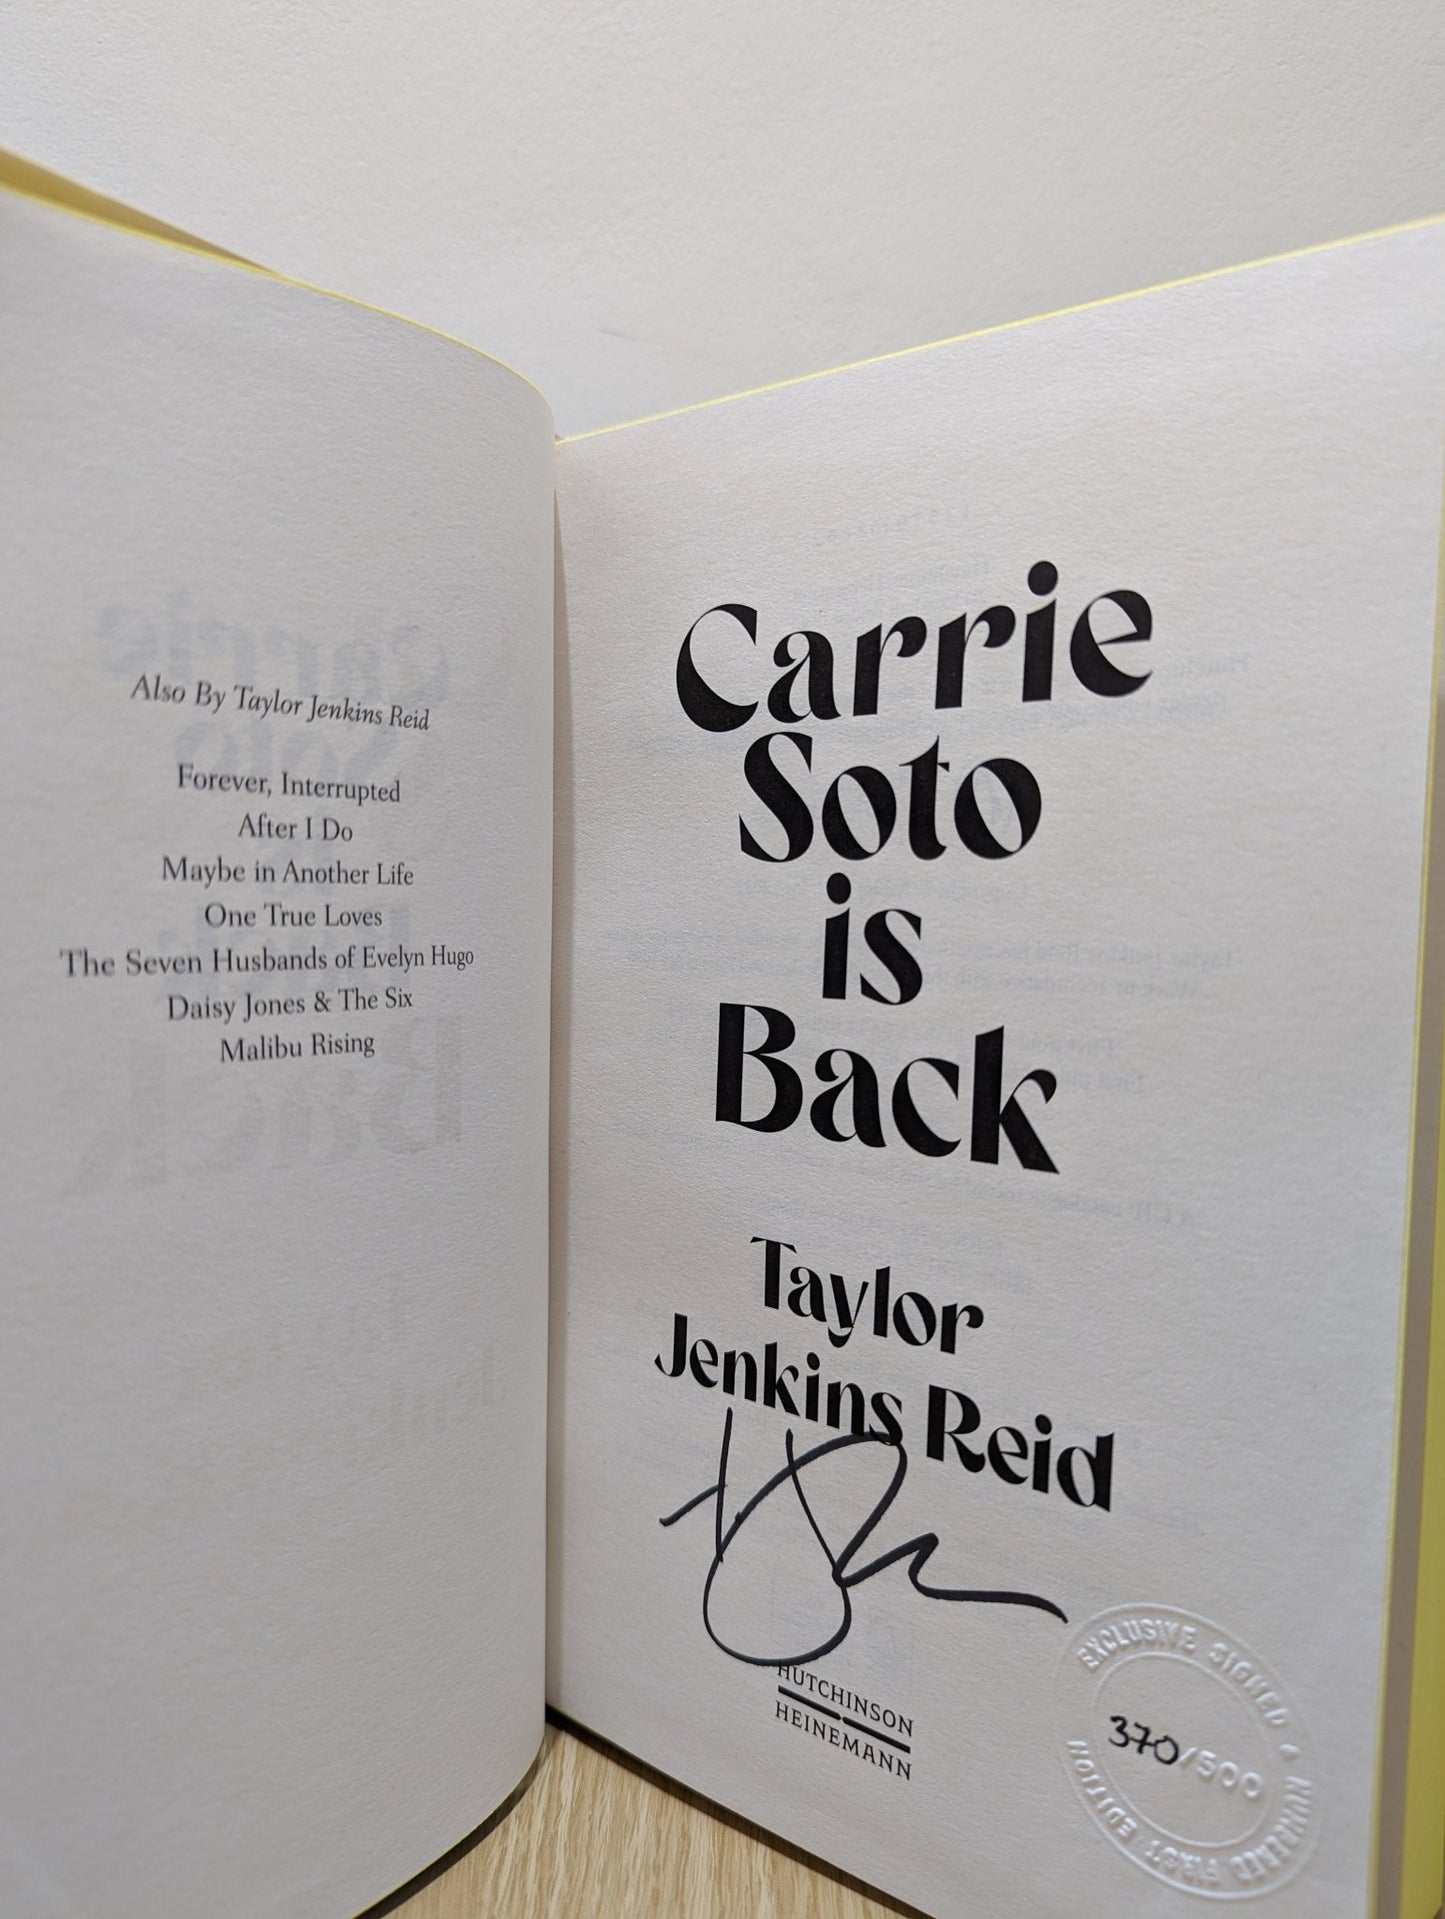 Also By Taylor Jenkins Reid
Forever, Interrupted
After I Do
Maybe in Another Life
One True Loves
The Seven Husbands of Evelyn Hugo
Daisy Jones & The Six
Malibu Rising
Carrie
Soto
is
Back
Taylor
Jenkins Reid
HUTCHINSON
HEINEMANN
EXCLUSIVE SIGNED & NUMBERED FIRST EDITION
370/500